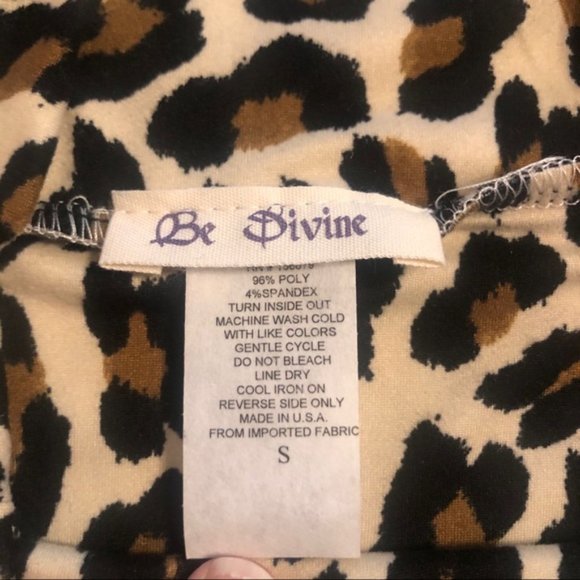 Be Divine
96% POLY
4%SPANDEX
TURN INSIDE OUT
MACHINE WASH COLD
WITH LIKE COLORS
GENTLE CYCLE
DO NOT BLEACH
LINE DRY
COOL IRON ON
REVERSE SIDE ONLY
MADE IN U.S.A.
FROM IMPORTED FABRIC
S